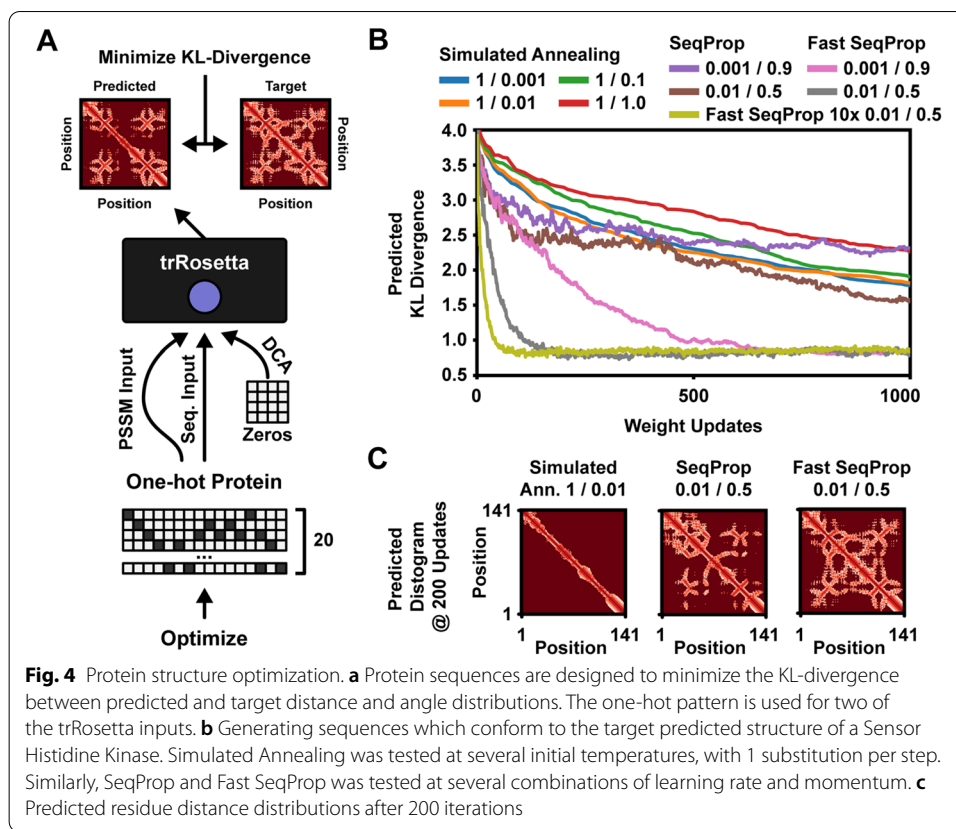 A
Minimize KL-Divergence
Predicted
Target
Position
Position
Position
Position
trRosetta
PSSM Input
Seq. Input
DCA
Zeros
One-hot Protein
20
...
Optimize
B
Simulated Annealing
1 / 0.001
1 / 0.1
1 / 0.01
1 / 1.0
SeqProp
Fast SeqProp
0.001 / 0.9
0.001 / 0.9
0.01 / 0.5
0.01 / 0.5
Fast SeqProp 10x 0.01 / 0.5
Predicted
KL Divergence
4.0
3.5
3.0
2.5
2.0
1.5
1.0
0.5
0
500
1000
Weight Updates
C
Simulated
Ann. 1 / 0.01
SeqProp
0.01 / 0.5
Fast SeqProp
0.01 / 0.5
Predicted
Distogram
@ 200 Updates
Position
141
1
1
141
Position
1
141
Position
1
141
Position
Fig. 4 Protein structure optimization. a Protein sequences are designed to minimize the KL-divergence
between predicted and target distance and angle distributions. The one-hot pattern is used for two of
the trRosetta inputs. b Generating sequences which conform to the target predicted structure of a Sensor
Histidine Kinase. Simulated Annealing was tested at several initial temperatures, with 1 substitution per step.
Similarly, SeqProp and Fast SeqProp was tested at several combinations of learning rate and momentum. c
Predicted residue distance distributions after 200 iterations